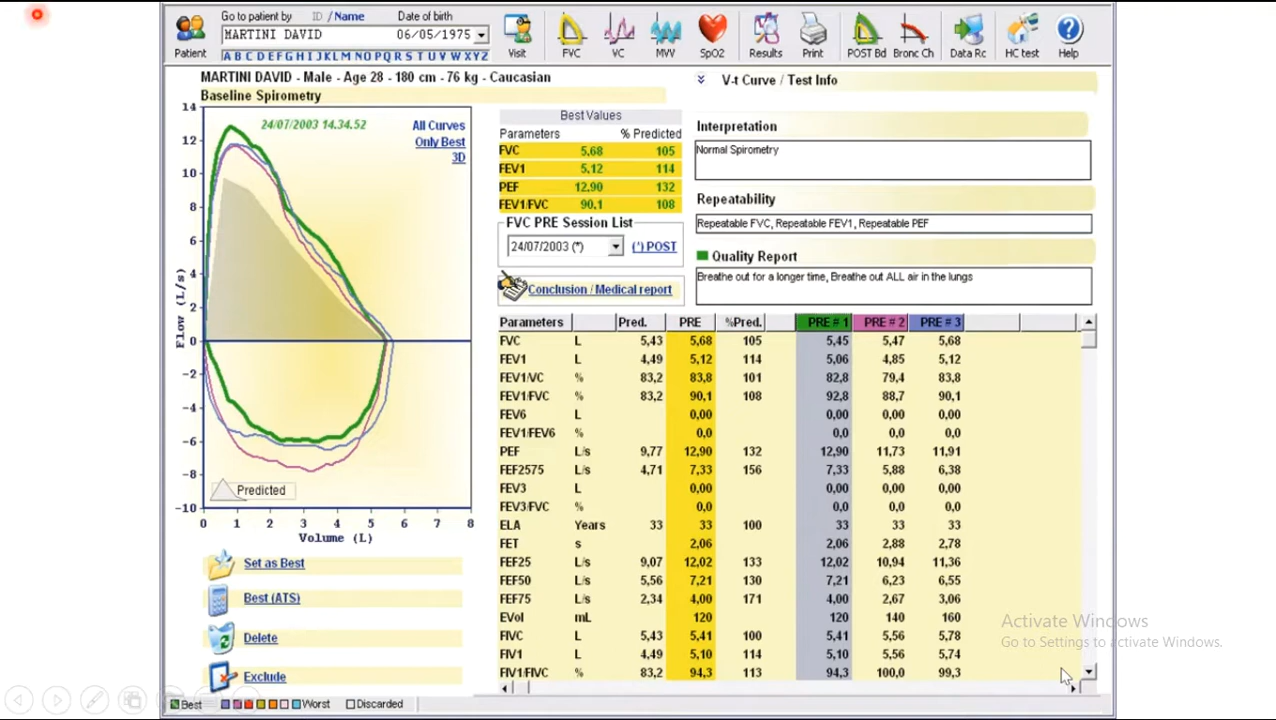 Go to patient by ID / Name Date of birth
MARTINI DAVID 06/05/1975
A B C D E F G H I J K L M N O P Q R S T U V W X Y Z
Patient Visit FVC VC MVV SpO2 Results Print POST Bd Bronc Ch Data Rc HC test Help
MARTINI DAVID - Male - Age 28 - 180 cm - 76 kg - Caucasian
Baseline Spirometry
24/07/2003 14.34.52
All Curves
Only Best
3D
14
12
10
8
6
4
2
0
-2
-4
-6
-8
-10
Flow (L/s)
Predicted
0 1 2 3 4 5 6 7 8
Volume (L)
Set as Best
Best (ATS)
Delete
Exclude
Best Worst Discarded
Best Values
Parameters % Predicted
FVC 5,68 105
FEV1 5,12 114
PEF 12,90 132
FEV1/FVC 90,1 108
FVC PRE Session List
24/07/2003 (*) (') POST
Conclusion / Medical report
V-t Curve / Test Info
Interpretation
Normal Spirometry
Repeatability
Repeatable FVC, Repeatable FEV1, Repeatable PEF
Quality Report
Breathe out for a longer time, Breathe out ALL air in the lungs
Parameters Pred. PRE %Pred. PRE # 1 PRE # 2 PRE # 3
FVC L 5,43 5,68 105 5,45 5,47 5,68
FEV1 L 4,49 5,12 114 5,06 4,85 5,12
FEV1/VC % 83,2 83,8 101 82,8 79,4 83,8
FEV1/FVC % 83,2 90,1 108 92,8 88,7 90,1
FEV6 L 0,00 0,00 0,00 0,00
FEV1/FEV6 % 0,0 0,0 0,0 0,0
PEF L/s 9,77 12,90 132 12,90 11,73 11,91
FEF2575 L/s 4,71 7,33 156 7,33 5,88 6,38
FEV3 L 0,00 0,00 0,00 0,00
FEV3/FVC % 0,0 0,0 0,0 0,0
ELA Years 33 33 100 33 33 33
FET s 2,06 2,06 2,88 2,78
FEF25 L/s 9,07 12,02 133 12,02 10,94 11,36
FEF50 L/s 5,56 7,21 130 7,21 6,23 6,55
FEF75 L/s 2,34 4,00 171 4,00 2,67 3,06
EVol mL 120 120 140 160
FIVC L 5,43 5,41 100 5,41 5,56 5,78
FIV1 L 4,49 5,10 114 5,10 5,56 5,74
FIV1/FIVC % 83,2 94,3 113 94,3 100,0 99,3
Activate Windows
Go to Settings to activate Windows.